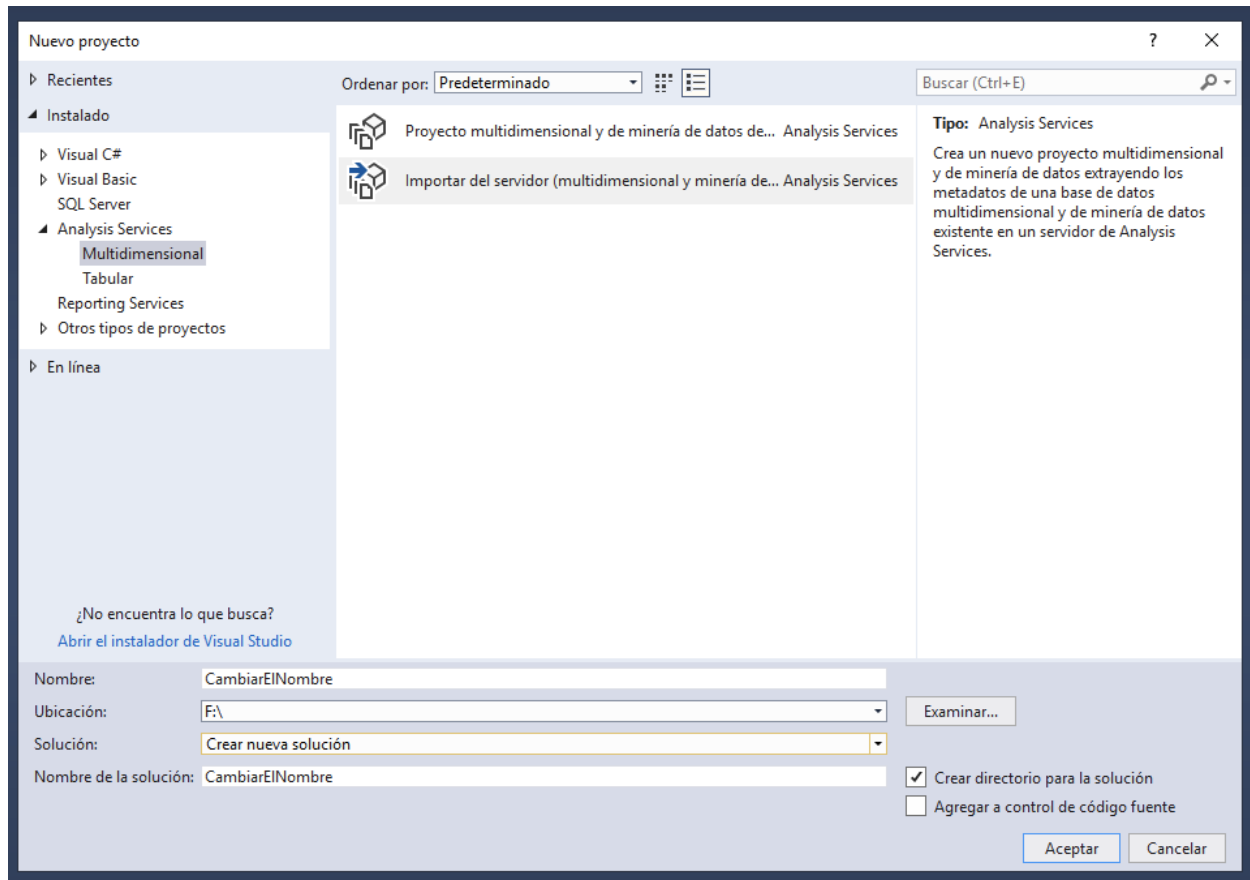 Nuevo proyecto
?
Recientes
Instalado
Visual C#
Visual Basic
SQL Server
Analysis Services
Multidimensional
Tabular
Reporting Services
Otros tipos de proyectos
En línea
¿No encuentra lo que busca?
Abrir el instalador de Visual Studio
Ordenar por: Predeterminado
Proyecto multidimensional y de minería de datos de... Analysis Services
Importar del servidor (multidimensional y minería de... Analysis Services
Buscar (Ctrl+E)
Tipo: Analysis Services
Crea un nuevo proyecto multidimensional
y de minería de datos extrayendo los
metadatos de una base de datos
multidimensional y de minería de datos
existente en un servidor de Analysis
Services.
Nombre: CambiarElNombre
Ubicación: F:\
Examinar...
Solución: Crear nueva solución
Nombre de la solución: CambiarElNombre
Crear directorio para la solución
Agregar a control de código fuente
Aceptar Cancelar